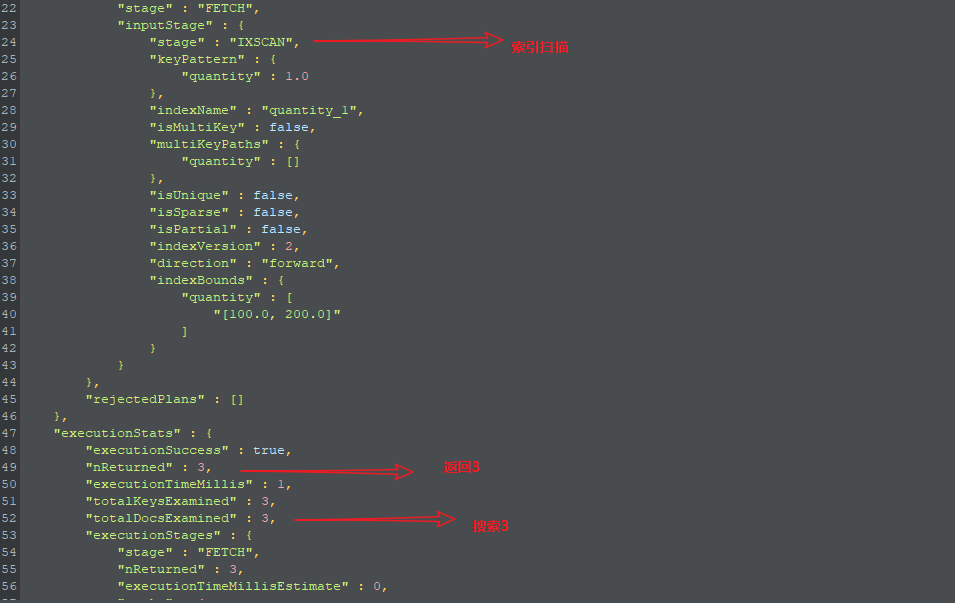 22 "stage" : "FETCH",
23 "inputStage" : {
24 "stage" : "IXSCAN", 索引扫描
25 "keyPattern" : {
26 "quantity" : 1.0
27 },
28 "indexName" : "quantity_1",
29 "isMultiKey" : false,
30 "multiKeyPaths" : {
31 "quantity" : []
32 },
33 "isUnique" : false,
34 "isSparse" : false,
35 "isPartial" : false,
36 "indexVersion" : 2,
37 "direction" : "forward",
38 "indexBounds" : {
39 "quantity" : [
40 "[100.0, 200.0]"
41 ]
42 }
43 }
44 },
45 "rejectedPlans" : []
46 },
47 "executionStats" : {
48 "executionSuccess" : true,
49 "nReturned" : 3, 返回3
50 "executionTimeMillis" : 1,
51 "totalKeysExamined" : 3,
52 "totalDocsExamined" : 3, 搜索3
53 "executionStages" : {
54 "stage" : "FETCH",
55 "nReturned" : 3,
56 "executionTimeMillisEstimate" : 0,